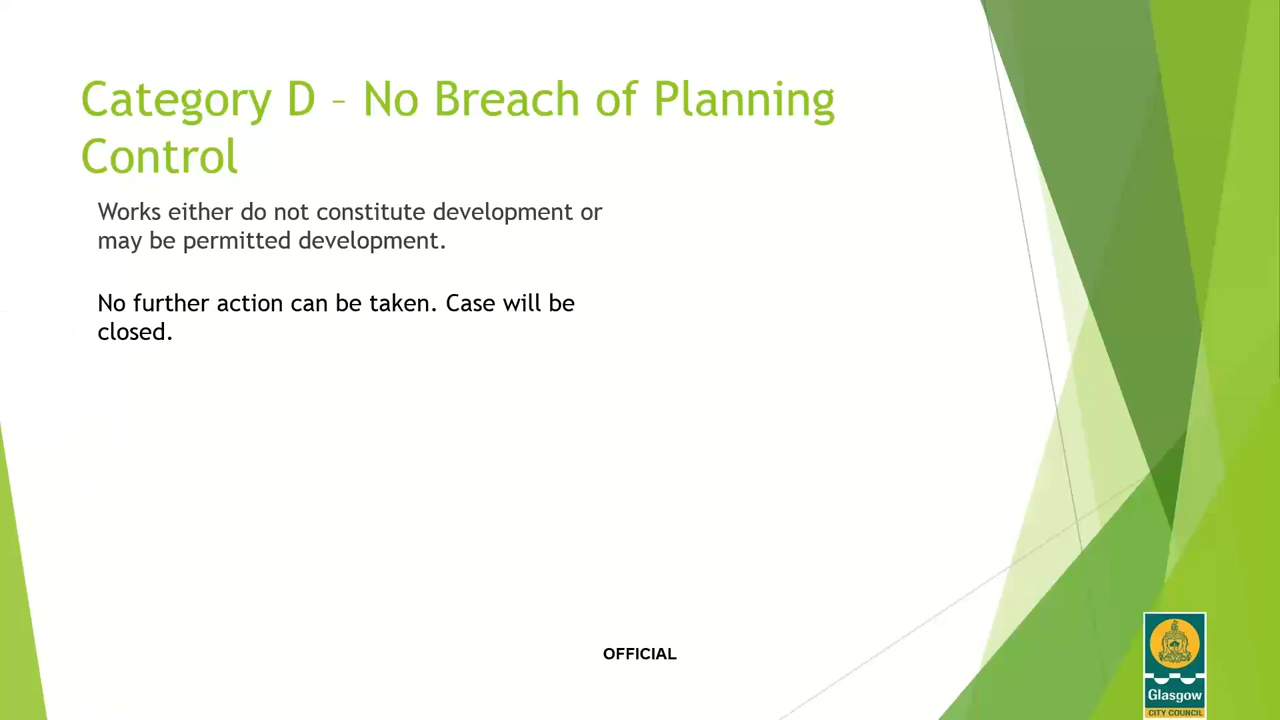 Category D – No Breach of Planning
Control
Works either do not constitute development or
may be permitted development.
No further action can be taken. Case will be
closed.
OFFICIAL
Glasgow
CITY COUNCIL